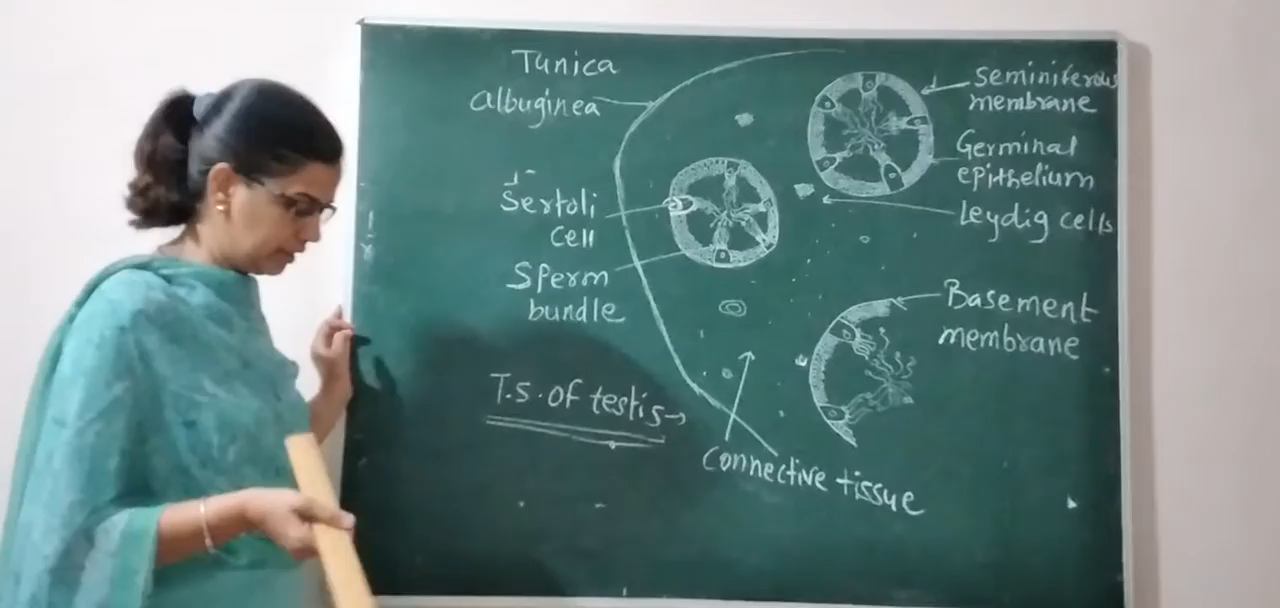 Tunica
albuginea
Sertoli
cell
Sperm
bundle
T.S. of testis
Connective tissue
Seminiferous
membrane
Germinal
epithelium
Leydig cells
Basement
membrane